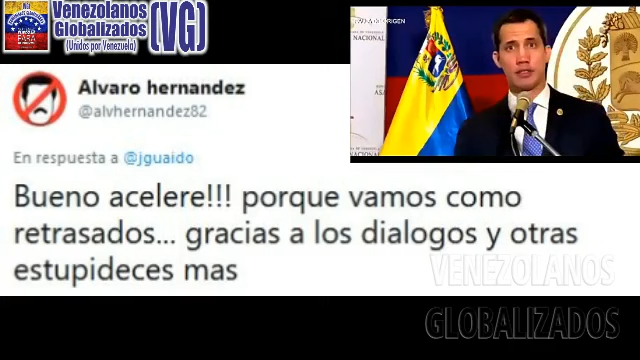 Venezolanos
Globalizados
(Unidos por Venezuela)
(VG)
Alvaro hernandez
@alvhernandez82
En respuesta a @jguaido
Bueno acelere!!! porque vamos como
retrasados... gracias a los dialogos y otras
estupideces mas
VENEZOLANOS
GLOBALIZADOS